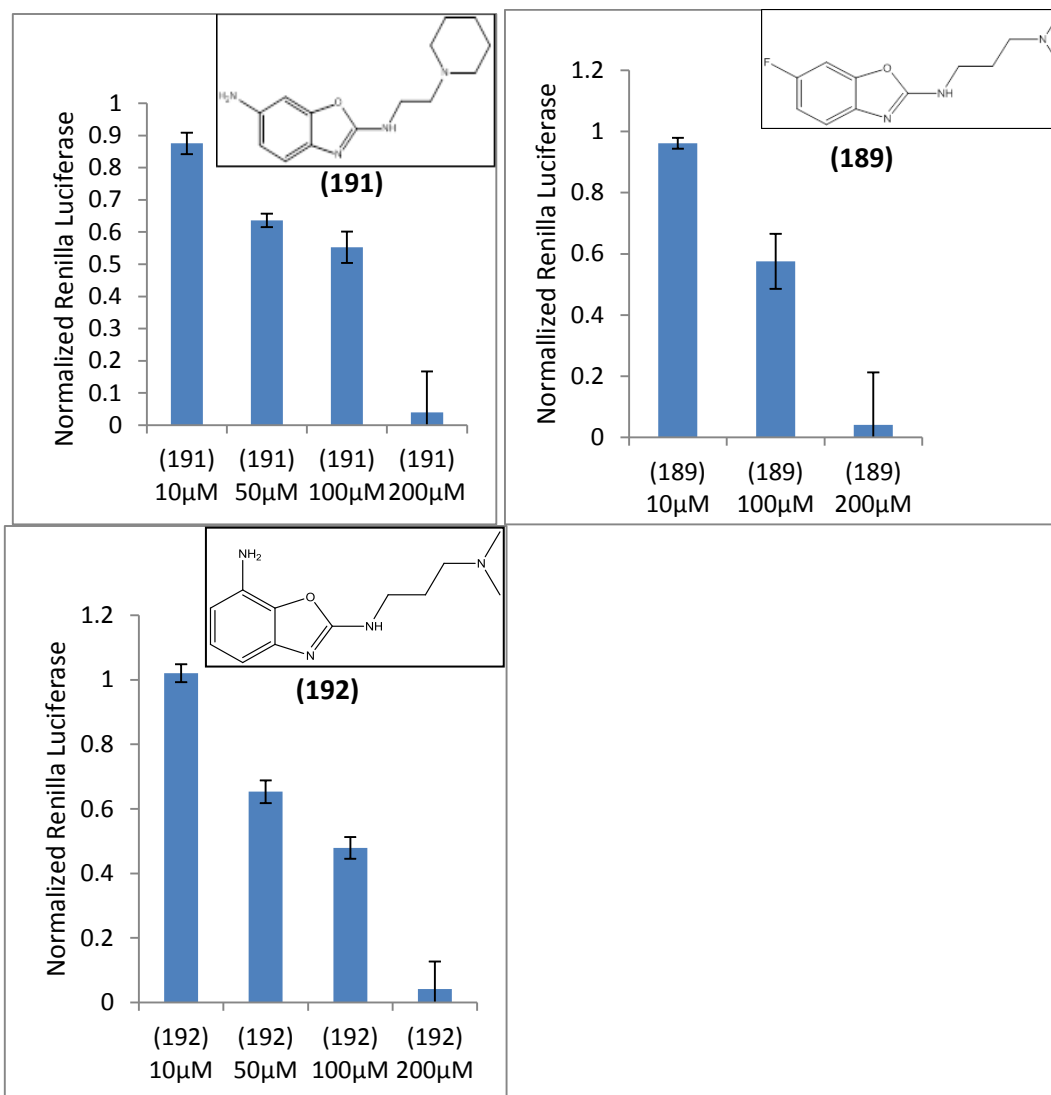 H₂N
O
N
NH
N
(191)
Normalized Renilla Luciferase
1
0.9
0.8
0.7
0.6
0.5
0.4
0.3
0.2
0.1
0
(191) (191) (191) (191)
10µM 50µM 100µM 200µM
F
O
N
NH
N
(189)
Normallized Renilla Luciferase
1.2
1
0.8
0.6
0.4
0.2
0
(189) (189) (189)
10µM 100µM 200µM
NH₂
O
N
NH
N
(192)
Normalized Renilla Luciferase
1.2
1
0.8
0.6
0.4
0.2
0
(192) (192) (192) (192)
10µM 50µM 100µM 200µM